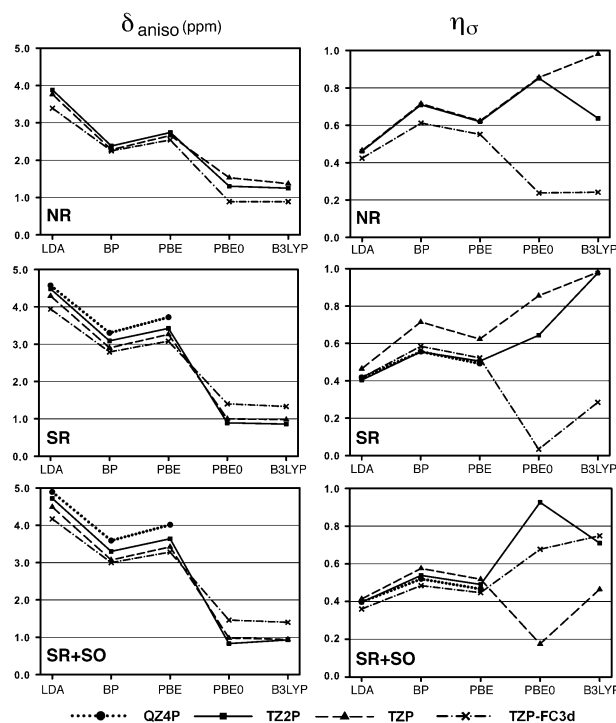 δ aniso (ppm)
ησ
5.0
4.0
3.0
2.0
1.0
0.0
NR
LDA BP PBE PBE0 B3LYP
1.0
0.8
0.6
0.4
0.2
0.0
NR
LDA BP PBE PBE0 B3LYP
5.0
4.0
3.0
2.0
1.0
0.0
SR
LDA BP PBE PBE0 B3LYP
1.0
0.8
0.6
0.4
0.2
0.0
SR
LDA BP PBE PBE0 B3LYP
5.0
4.0
3.0
2.0
1.0
0.0
SR+SO
LDA BP PBE PBE0 B3LYP
1.0
0.8
0.6
0.4
0.2
0.0
SR+SO
LDA BP PBE PBE0 B3LYP
QZ4P TZ2P TZP TZP-FC3d